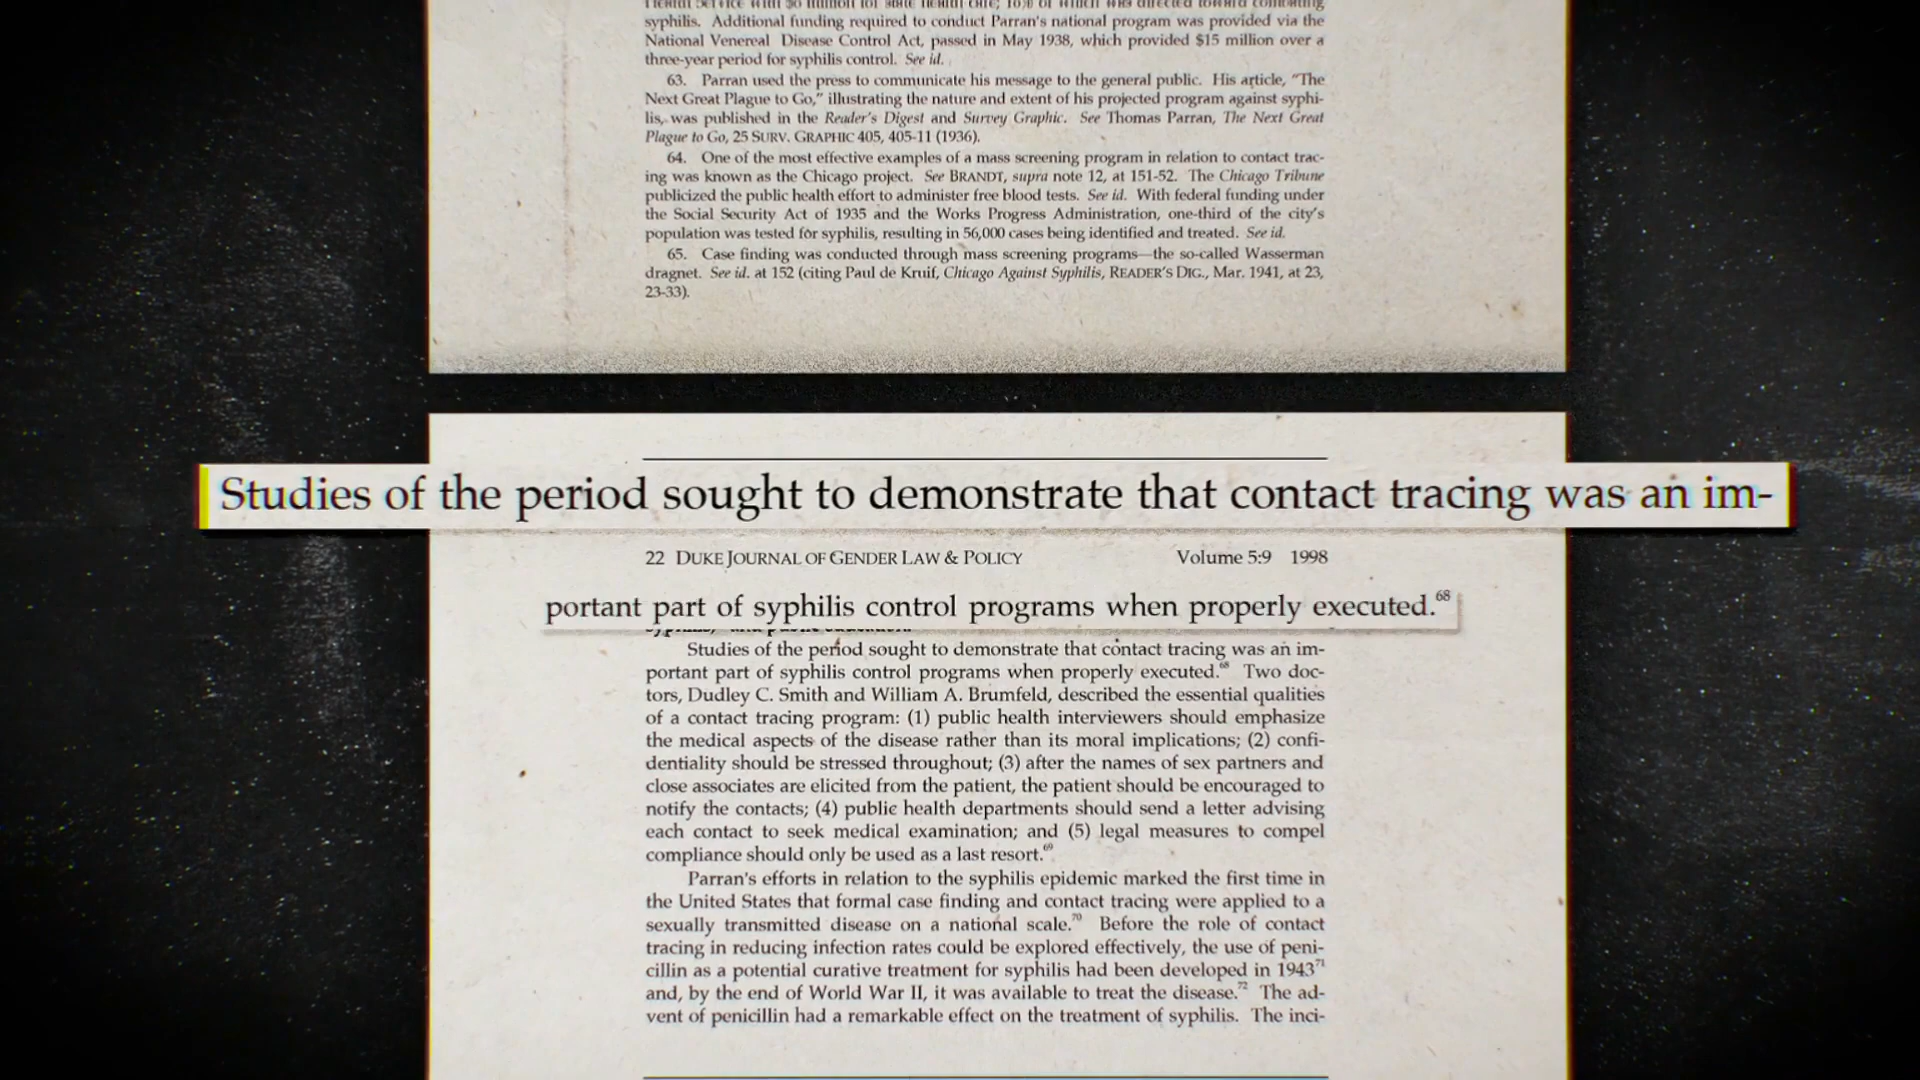 syphilis. Additional funding required to conduct Parran's national program was provided via the
National Venereal Disease Control Act, passed in May 1938, which provided $15 million over a
three-year period for syphilis control. See id.
63. Parran used the press to communicate his message to the general public. His article, "The
Next Great Plague to Go," illustrating the nature and extent of his projected program against syphi-
lis, was published in the Reader's Digest and Survey Graphic. See Thomas Parran, The Next Great
Plague to Go, 25 SURV. GRAPHIC 405, 405-11 (1936).
64. One of the most effective examples of a mass screening program in relation to contact trac-
ing was known as the Chicago project. See BRANDT, supra note 12, at 151-52. The Chicago Tribune
publicized the public health effort to administer free blood tests. See id. With federal funding under
the Social Security Act of 1935 and the Works Progress Administration, one-third of the city's
population was tested for syphilis, resulting in 56,000 cases being identified and treated. See id.
65. Case finding was conducted through mass screening programs—the so-called Wasserman
dragnet. See id. at 152 (citing Paul de Kruif, Chicago Against Syphilis, READER'S DIG., Mar. 1941, at 23,
23-33).
Studies of the period sought to demonstrate that contact tracing was an im-
22 DUKE JOURNAL OF GENDER LAW & POLICY Volume 5:9 1998
portant part of syphilis control programs when properly executed.68
Studies of the period sought to demonstrate that contact tracing was an im-
portant part of syphilis control programs when properly executed.68 Two doc-
tors, Dudley C. Smith and William A. Brumfeld, described the essential qualities
of a contact tracing program: (1) public health interviewers should emphasize
the medical aspects of the disease rather than its moral implications; (2) confi-
dentiality should be stressed throughout; (3) after the names of sex partners and
close associates are elicited from the patient, the patient should be encouraged to
notify the contacts; (4) public health departments should send a letter advising
each contact to seek medical examination; and (5) legal measures to compel
compliance should only be used as a last resort.69
Parran's efforts in relation to the syphilis epidemic marked the first time in
the United States that formal case finding and contact tracing were applied to a
sexually transmitted disease on a national scale.70 Before the role of contact
tracing in reducing infection rates could be explored effectively, the use of peni-
cillin as a potential curative treatment for syphilis had been developed in 194371
and, by the end of World War II, it was available to treat the disease.72 The ad-
vent of penicillin had a remarkable effect on the treatment of syphilis. The inci-